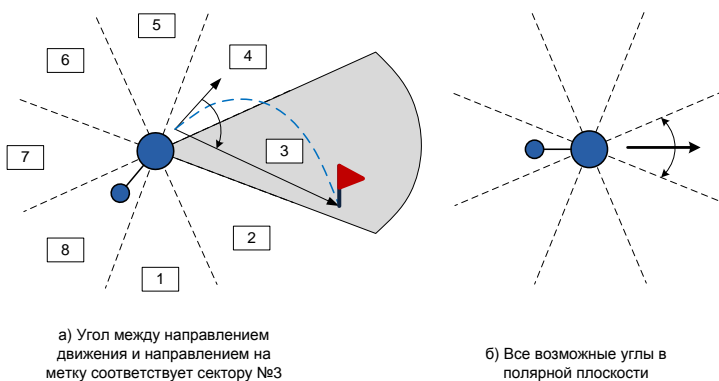 5
6
4
3
7
2
8
1
а) Угол между направлением
движения и направлением на
метку соответствует сектору №3
б) Все возможные углы в
полярной плоскости